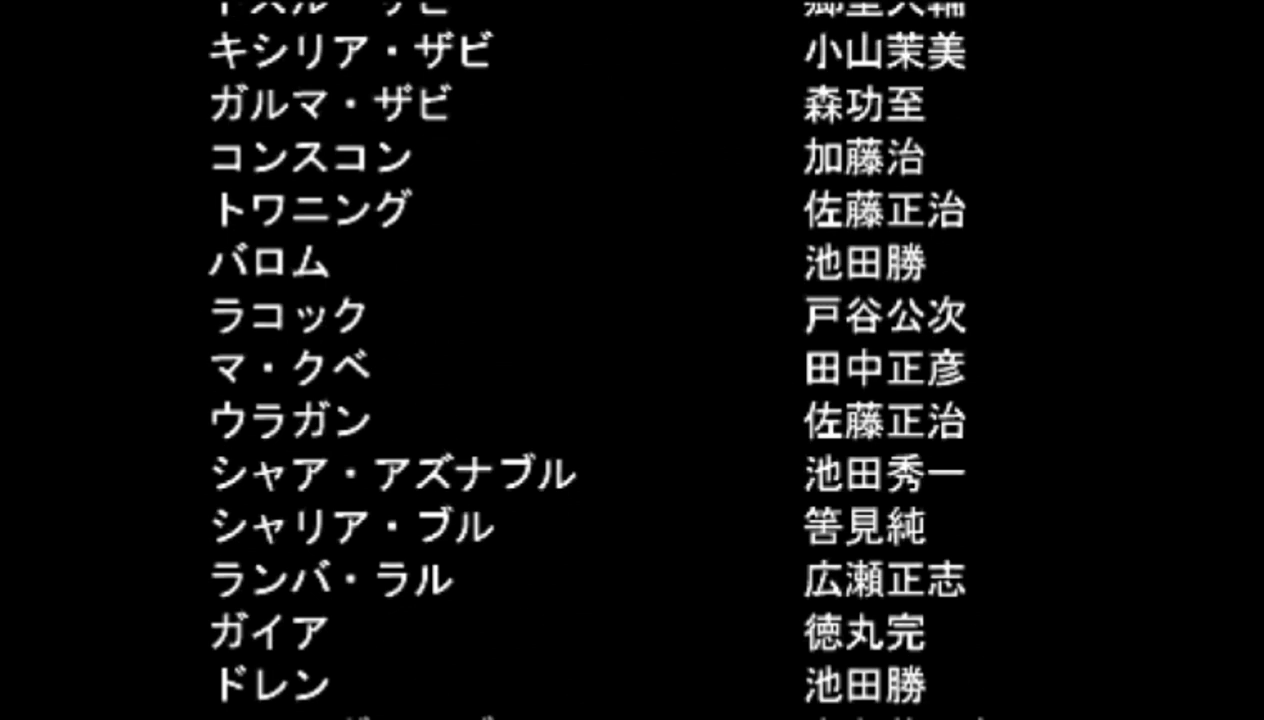 キシリア・ザビ 小山茉美
ガルマ・ザビ 森功至
コンスコン 加藤治
トワニング 佐藤正治
バロム 池田勝
ラコック 戸谷公次
マ・クベ 田中正彦
ウラガン 佐藤正治
シャア・アズナブル 池田秀一
シャリア・ブル 筈見純
ランバ・ラル 広瀬正志
ガイア 徳丸完
ドレン 池田勝